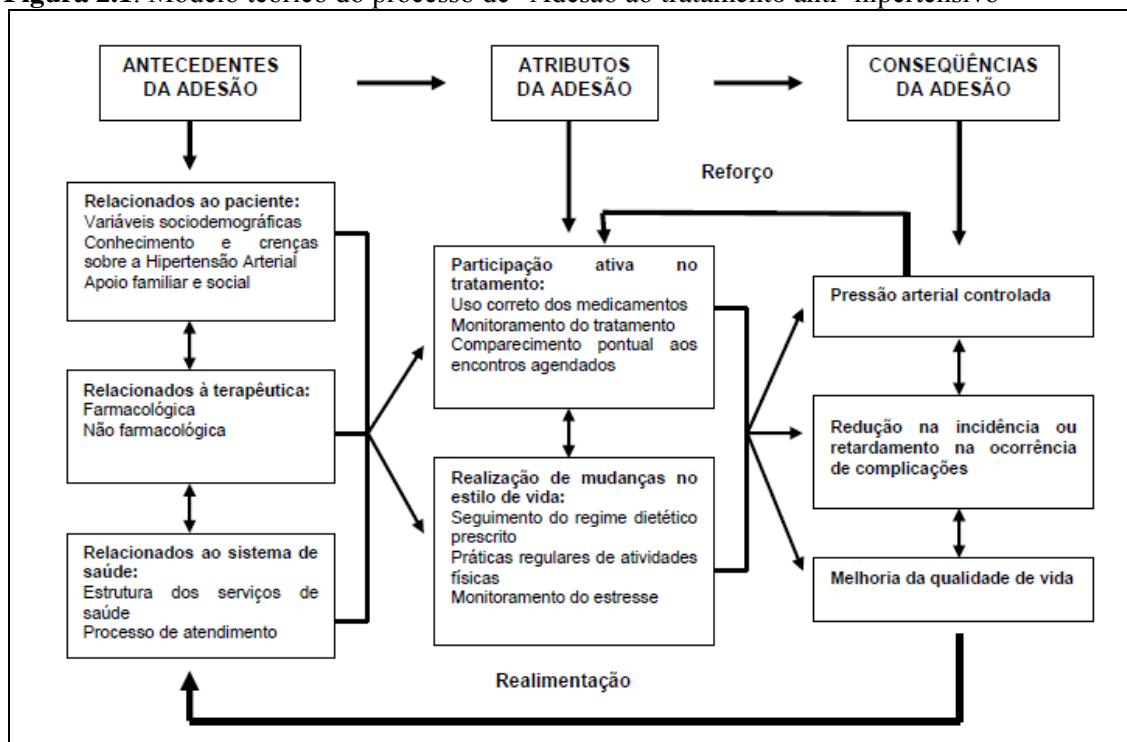 Figura 2.1: Modelo teórico do processo de "Adesão ao tratamento anti-hipertensivo"
ANTECEDENTES
DA ADESÃO
ATRIBUTOS
DA ADESÃO
CONSEQÜÊNCIAS
DA ADESÃO
Reforço
Relacionados ao paciente:
Variáveis sociodemográficas
Conhecimento e crenças
sobre a Hipertensão Arterial
Apoio familiar e social
Relacionados à terapêutica:
Farmacológica
Não farmacológica
Relacionados ao sistema de
saúde:
Estrutura dos serviços de
saúde
Processo de atendimento
Participação ativa no
tratamento:
Uso correto dos medicamentos
Monitoramento do tratamento
Comparecimento pontual aos
encontros agendados
Realização de mudanças no
estilo de vida:
Seguimento do regime dietético
prescrito
Práticas regulares de atividades
físicas
Monitoramento do estresse
Pressão arterial controlada
Redução na incidência ou
retardamento na ocorrência
de complicações
Melhoria da qualidade de vida
Realimentação